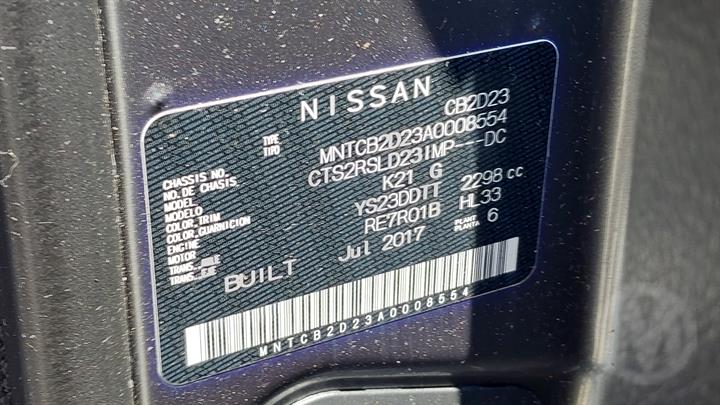 NISSAN
TYPE CB2D23
TIPO
CHASSIS NO. MNTCB2D23A0008554
NO. DE CHASIS
MODEL CTS2RSLD23IMP---DC
MODELO
COLOR, TRIM K21 G
COLOR, GUARNICION
ENGINE YS23DDTT 2298 cc
MOTOR
TRANS. AXLE RE7R01B HL33
TRANS. EJE
PLANT 6
PLANTA
BUILT Jul 2017
MNTCB2D23A0008554